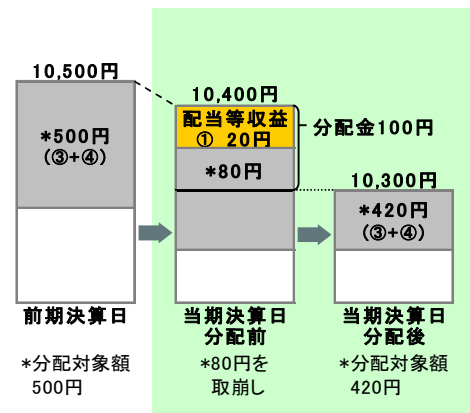 10,500円
*500円
(③+④)
前期決算日
*分配対象額
500円
10,400円
配当等収益
① 20円
*80円
分配金100円
当期決算日
分配前
*80円を
取崩し
10,300円
*420円
(③+④)
当期決算日
分配後
*分配対象額
420円